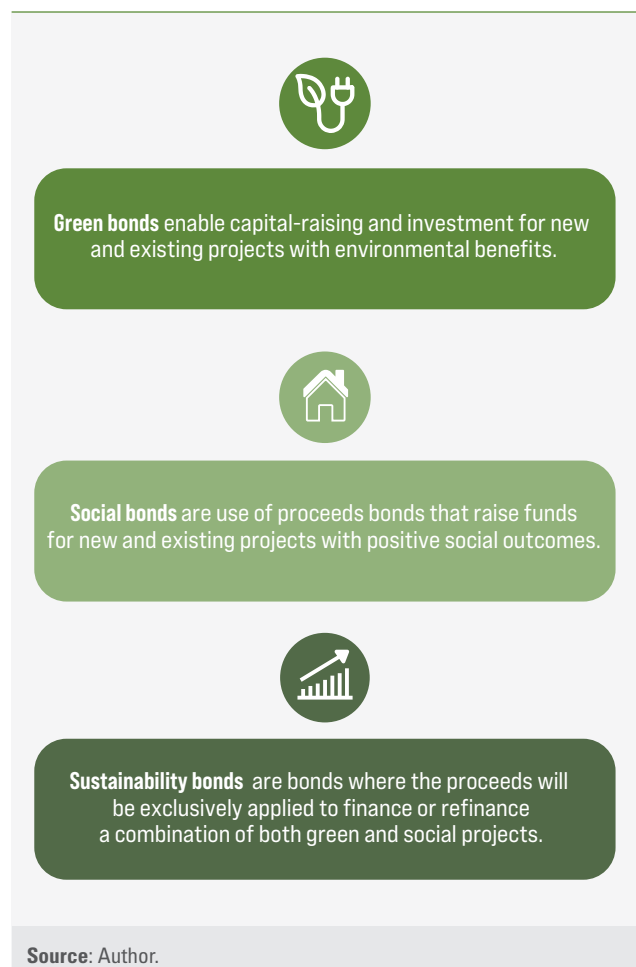 Green bonds enable capital-raising and investment for new
and existing projects with environmental benefits.
Social bonds are use of proceeds bonds that raise funds
for new and existing projects with positive social outcomes.
Sustainability bonds are bonds where the proceeds will
be exclusively applied to finance or refinance
a combination of both green and social projects.
Source: Author.